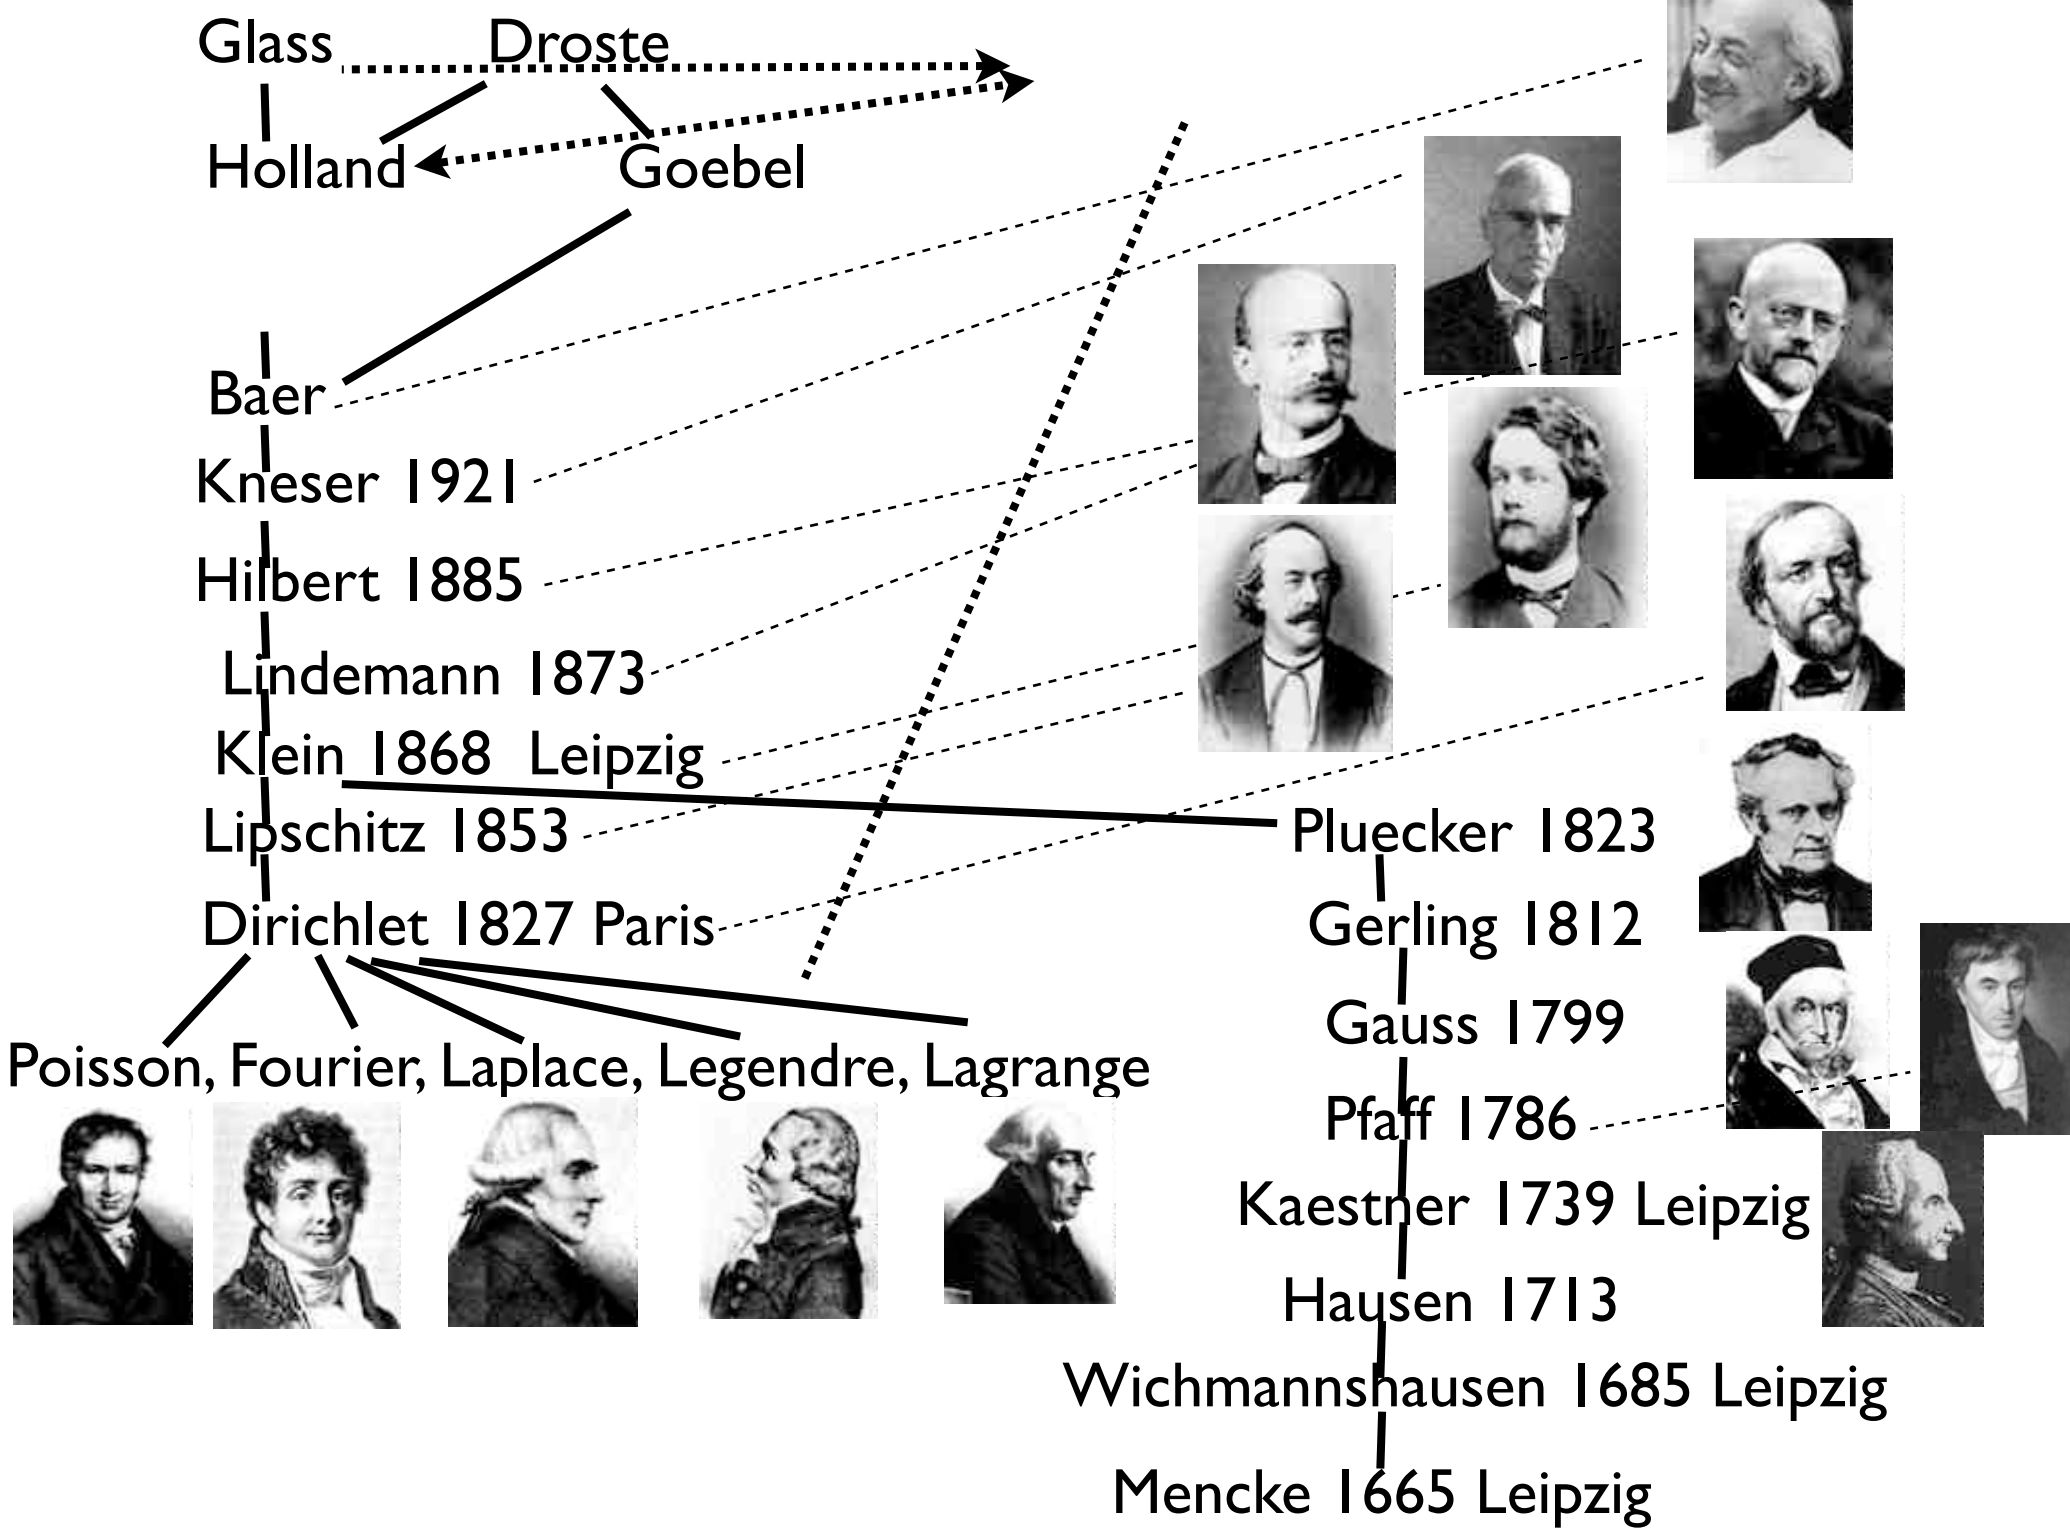 Glass Droste
Holland Goebel
Baer
Kneser 1921
Hilbert 1885
Lindemann 1873
Klein 1868 Leipzig
Lipschitz 1853
Dirichlet 1827 Paris
Poisson, Fourier, Laplace, Legendre, Lagrange
Pluecker 1823
Gerling 1812
Gauss 1799
Pfaff 1786
Kaestner 1739 Leipzig
Hausen 1713
Wichmannshausen 1685 Leipzig
Mencke 1665 Leipzig